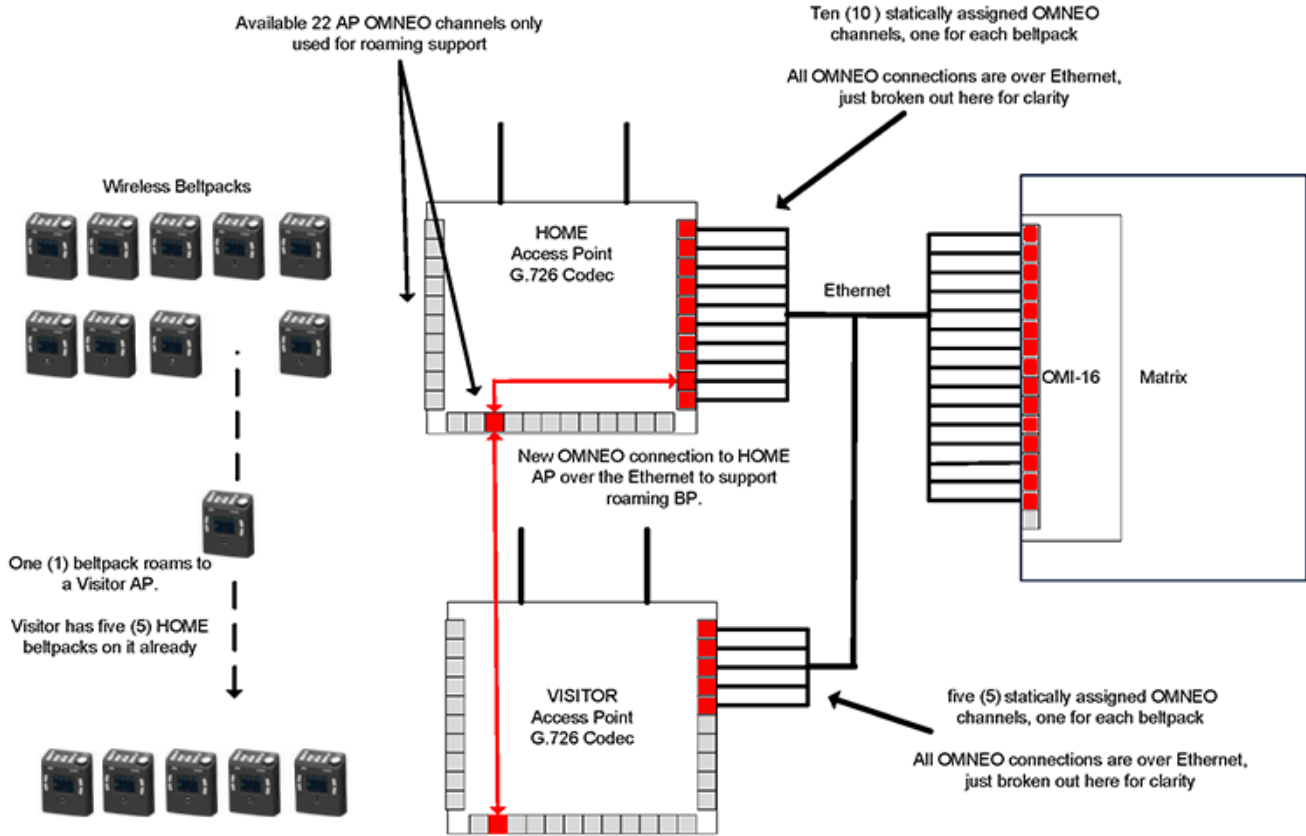 Available 22 AP OMNEO channels only
used for roaming support
Ten (10 ) statically assigned OMNEO
channels, one for each beltpack
All OMNEO connections are over Ethernet,
just broken out here for clarity
Wireless Beltpacks
HOME
Access Point
G.726 Codec
Ethernet
OMI-16
Matrix
New OMNEO connection to HOME
AP over the Ethernet to support
roaming BP.
One (1) beltpack roams to
a Visitor AP.
Visitor has five (5) HOME
beltpacks on it already
VISITOR
Access Point
G.726 Codec
five (5) statically assigned OMNEO
channels, one for each beltpack
All OMNEO connections are over Ethernet,
just broken out here for clarity